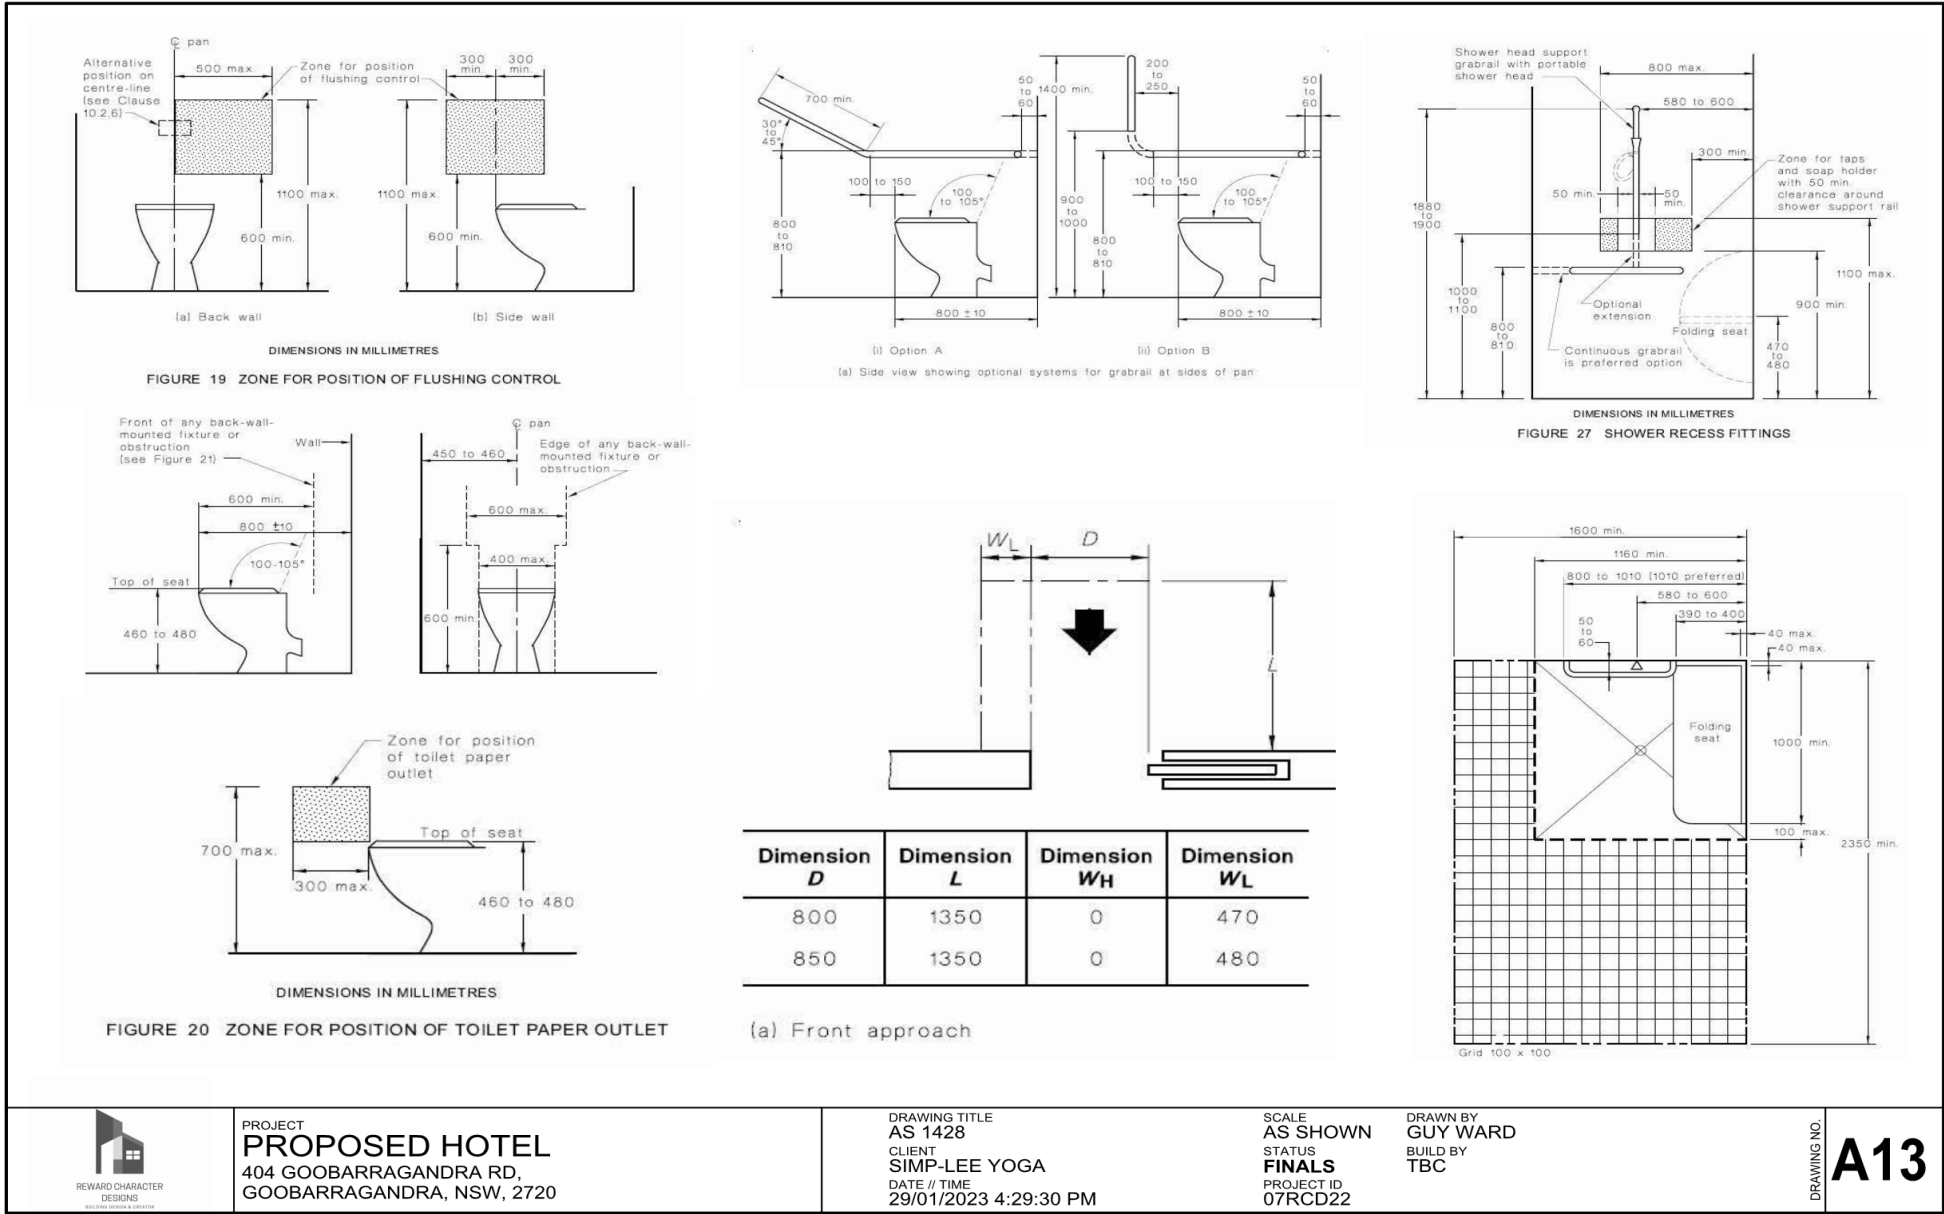 ℄ pan
Alternative
position on
centre-line
(see Clause
10.2.6)
500 max.
Zone for position
of flushing control
300
min.
300
min.
1100 max.
600 min.
1100 max.
600 min.
(a) Back wall
(b) Side wall
DIMENSIONS IN MILLIMETRES
FIGURE 19 ZONE FOR POSITION OF FLUSHING CONTROL
Front of any back-wall-
mounted fixture or
obstruction
(see Figure 21)
Wall
600 min.
800 ±10
100-105°
Top of seat
460 to 480
℄ pan
450 to 460
Edge of any back-wall-
mounted fixture or
obstruction
600 max.
400 max.
600 min.
Zone for position
of toilet paper
outlet
Top of seat
700 max.
300 max.
460 to 480
DIMENSIONS IN MILLIMETRES
FIGURE 20 ZONE FOR POSITION OF TOILET PAPER OUTLET
700 min.
30°
to
45°
50
to
60
100 to 150
100
to 105°
800
to
810
800 ±10
(i) Option A
1400 min.
200
to
250
50
to
60
100 to 150
100
to 105°
900
to
1000
800
to
810
800 ±10
(ii) Option B
(a) Side view showing optional systems for grabrail at sides of pan
WL
D
L
Dimension D
Dimension L
Dimension WH
Dimension WL
800 1350 0 470
850 1350 0 480
(a) Front approach
Shower head support
grabrail with portable
shower head
800 max.
580 to 600
300 min.
Zone for taps
and soap holder
with 50 min.
clearance around
shower support rail
50 min.
50
min.
1880
to
1900
1000
to
1100
800
to
810
Optional
extension
Folding seat
Continuous grabrail
is preferred option
470
to
480
900 min.
1100 max.
DIMENSIONS IN MILLIMETRES
FIGURE 27 SHOWER RECESS FITTINGS
1600 min.
1160 min.
800 to 1010 (1010 preferred)
580 to 600
390 to 400
50
to
60
40 max.
40 max.
Folding
seat
1000 min.
100 max.
2350 min.
Grid 100 x 100
REWARD CHARACTER
DESIGNS
BUILDING DESIGN & CREATOR
PROJECT
PROPOSED HOTEL
404 GOOBARRAGANDRA RD,
GOOBARRAGANDRA, NSW, 2720
DRAWING TITLE
AS 1428
CLIENT
SIMP-LEE YOGA
DATE // TIME
29/01/2023 4:29:30 PM
SCALE
AS SHOWN
STATUS
FINALS
PROJECT ID
07RCD22
DRAWN BY
GUY WARD
BUILD BY
TBC
DRAWING NO.
A13